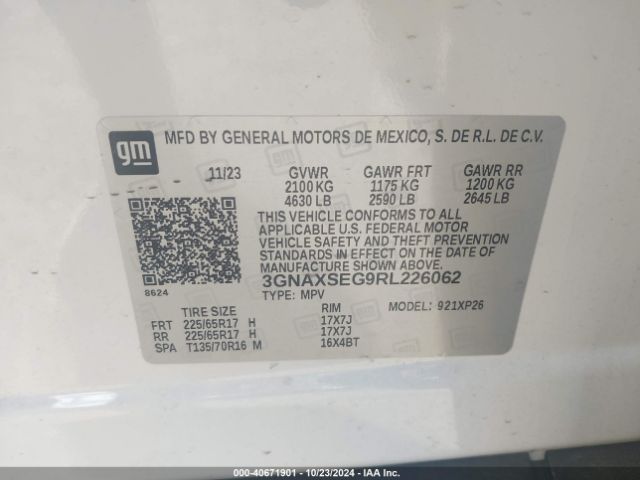 gm
MFD BY GENERAL MOTORS DE MEXICO, S. DE R.L. DE C.V.
11/23 GVWR GAWR FRT GAWR RR
2100 KG 1175 KG 1200 KG
4630 LB 2590 LB 2645 LB
THIS VEHICLE CONFORMS TO ALL
APPLICABLE U.S. FEDERAL MOTOR
VEHICLE SAFETY AND THEFT PREVENTION
STANDARDS IN EFFECT ON THE DATE OF
MANUFACTURE SHOWN ABOVE.
3GNAXSEG9RL226062
8624
TYPE: MPV MODEL: 921XP26
TIRE SIZE RIM
FRT 225/65R17 H 17X7J
RR 225/65R17 H 17X7J
SPA T135/70R16 M 16X4BT
000-40671901 - 10/23/2024 - IAA Inc.